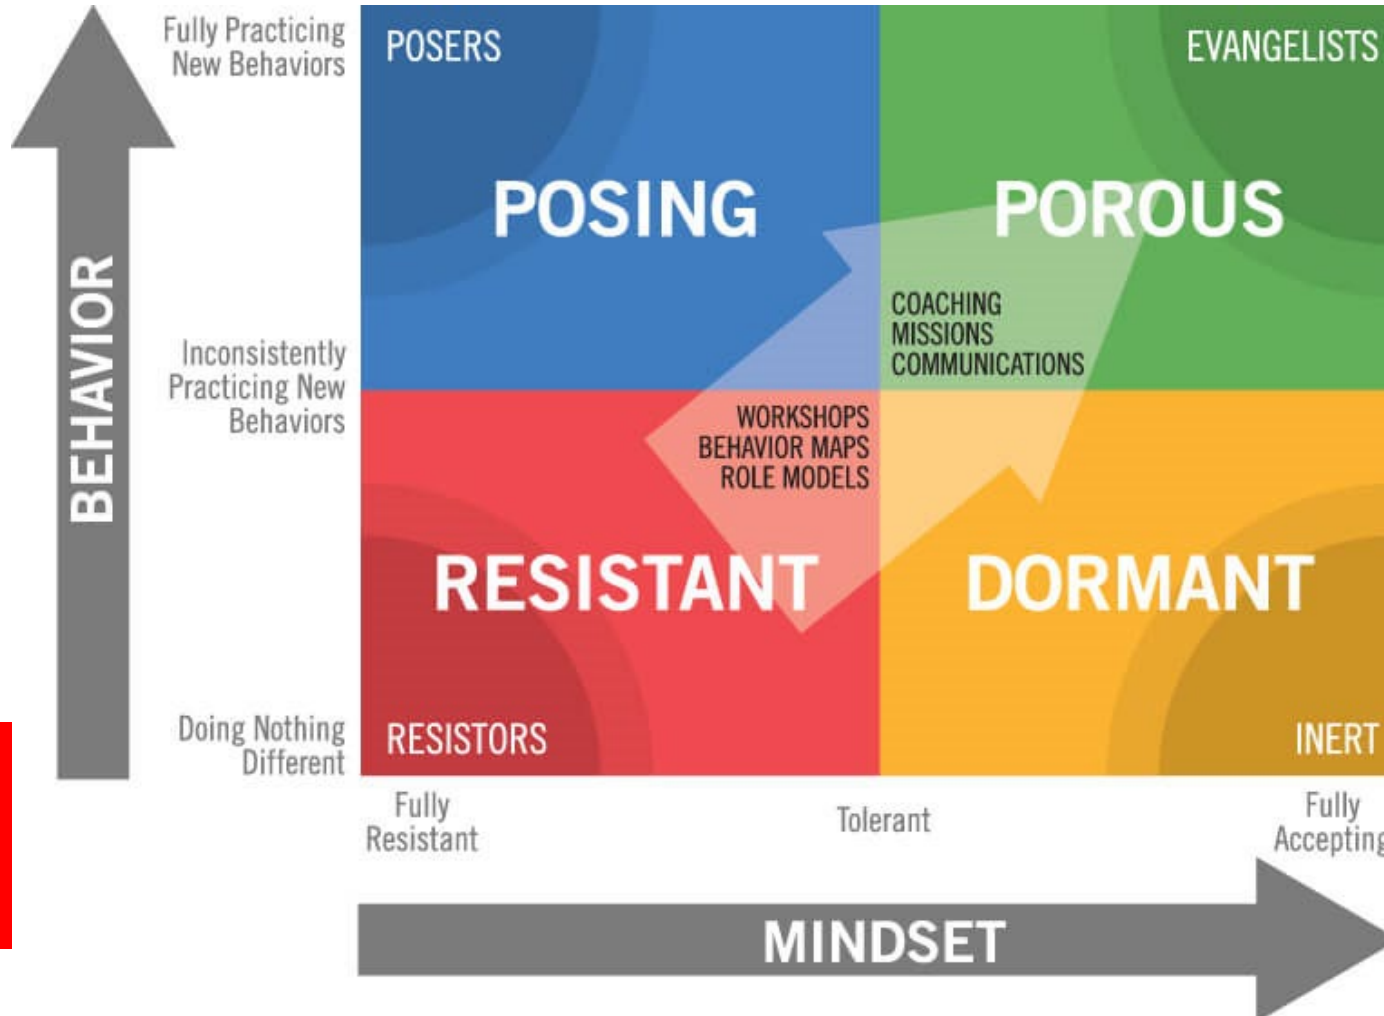 Fully Practicing
New Behaviors
POSERS
EVANGELISTS
POSING
POROUS
BEHAVIOR
COACHING
MISSIONS
COMMUNICATIONS
Inconsistently
Practicing New
Behaviors
WORKSHOPS
BEHAVIOR MAPS
ROLE MODELS
RESISTANT
DORMANT
Doing Nothing
Different
RESISTORS
INERT
Fully
Resistant
Tolerant
Fully
Accepting
MINDSET